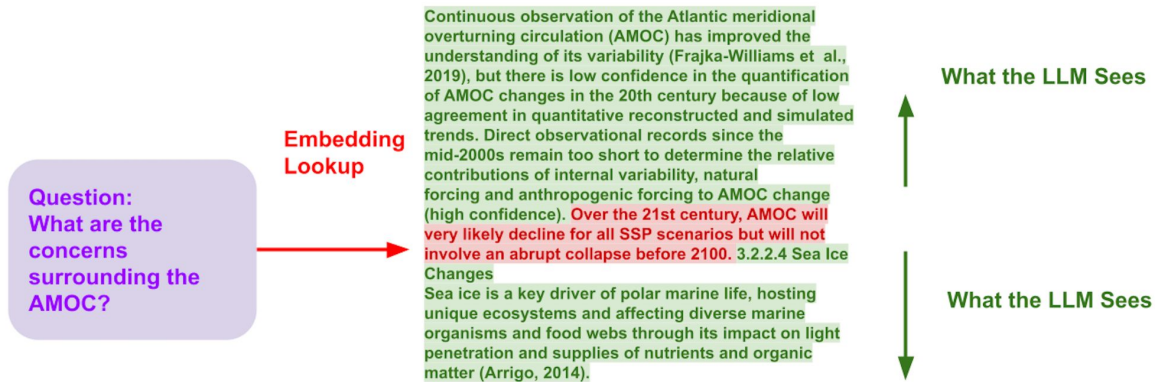 Question:
What are the
concerns
surrounding the
AMOC?
Embedding
Lookup
Continuous observation of the Atlantic meridional
overturning circulation (AMOC) has improved the
understanding of its variability (Frajka-Williams et al.,
2019), but there is low confidence in the quantification
of AMOC changes in the 20th century because of low
agreement in quantitative reconstructed and simulated
trends. Direct observational records since the
mid-2000s remain too short to determine the relative
contributions of internal variability, natural
forcing and anthropogenic forcing to AMOC change
(high confidence). Over the 21st century, AMOC will
very likely decline for all SSP scenarios but will not
involve an abrupt collapse before 2100. 3.2.2.4 Sea Ice
Changes
Sea ice is a key driver of polar marine life, hosting
unique ecosystems and affecting diverse marine
organisms and food webs through its impact on light
penetration and supplies of nutrients and organic
matter (Arrigo, 2014).
What the LLM Sees
What the LLM Sees